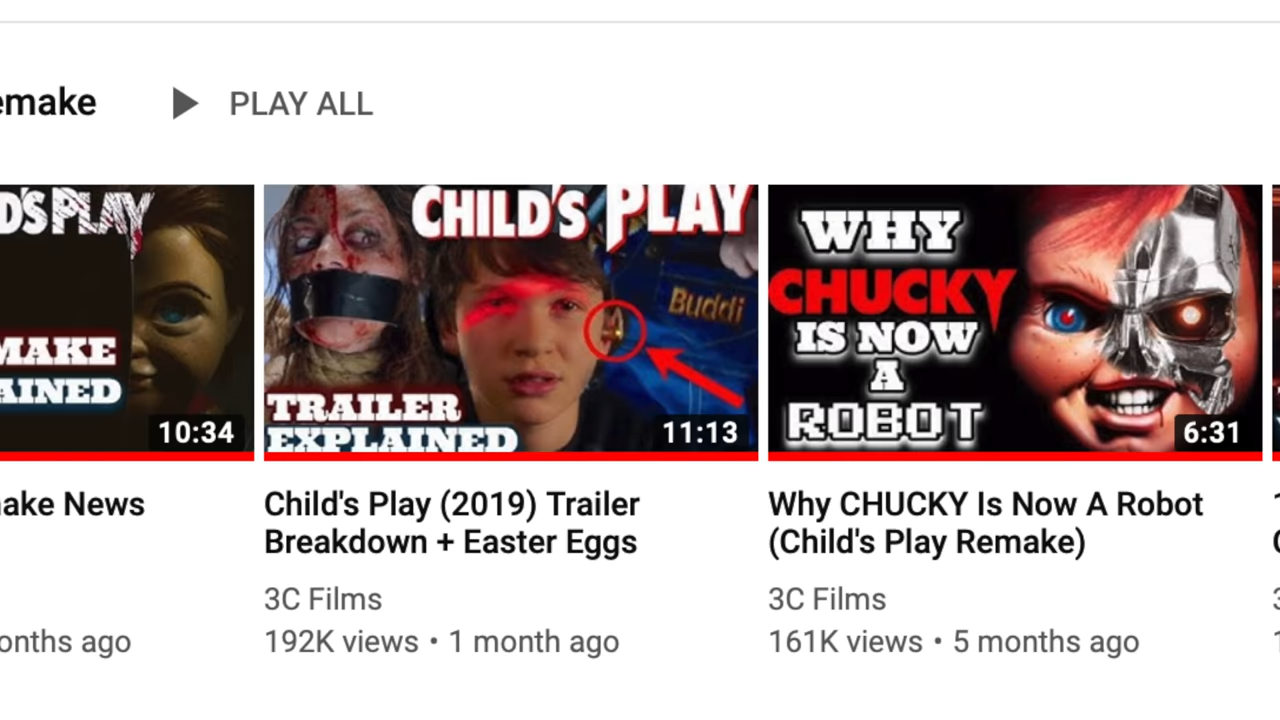 emake
PLAY ALL
D'S PLAY
MAKE
AINED
10:34
CHILD'S PLAY
Buddi
TRAILER
EXPLAINED
11:13
WHY
CHUCKY
IS NOW
A
ROBOT
6:31
ake News
onths ago
Child's Play (2019) Trailer
Breakdown + Easter Eggs
3C Films
192K views • 1 month ago
Why CHUCKY Is Now A Robot
(Child's Play Remake)
3C Films
161K views • 5 months ago